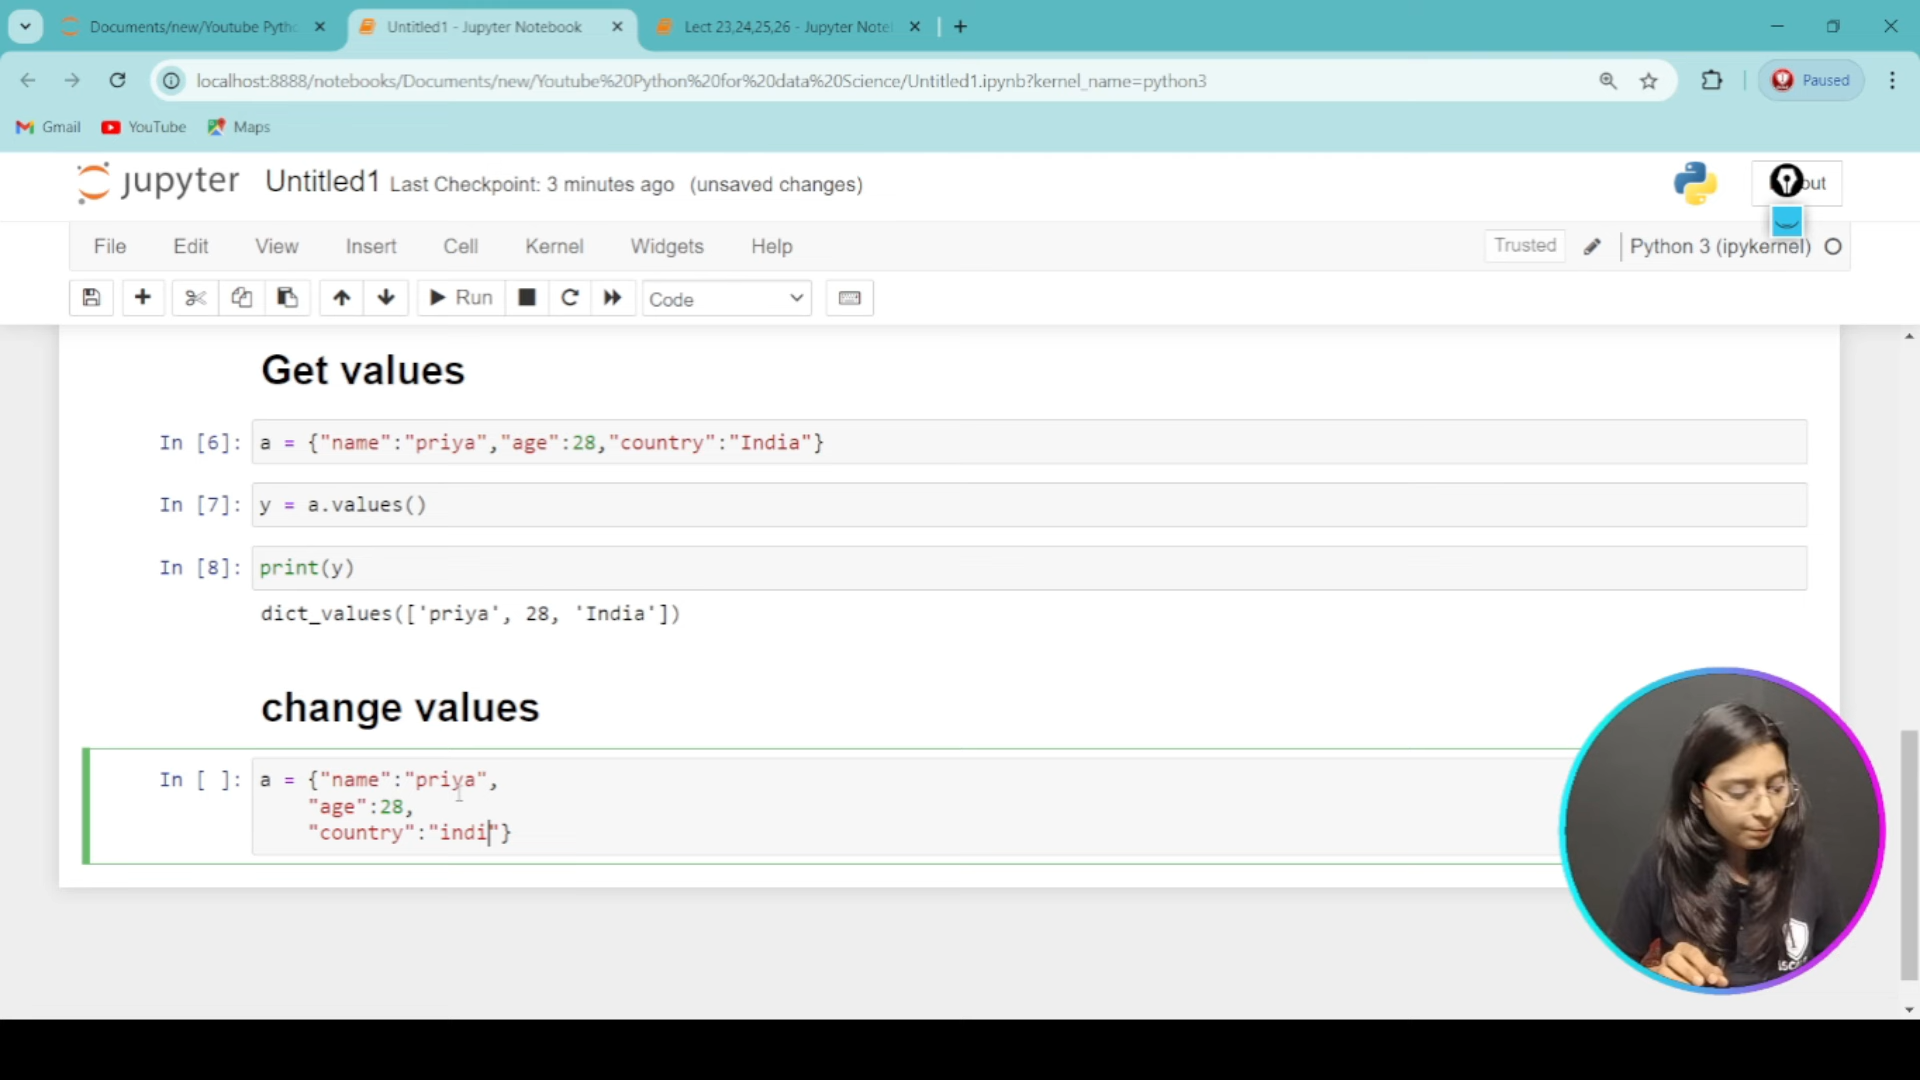 Documents/new/Youtube Pytho
Untitled1 - Jupyter Notebook
Lect 23,24,25,26 - Jupyter Note
localhost:8888/notebooks/Documents/new/Youtube%20Python%20for%20data%20Science/Untitled1.ipynb?kernel_name=python3
Paused
Gmail
YouTube
Maps
jupyter
Untitled1 Last Checkpoint: 3 minutes ago (unsaved changes)
out
File
Edit
View
Insert
Cell
Kernel
Widgets
Help
Trusted
Python 3 (ipykernel)
Run
Code
Get values
In [6]: a = {"name":"priya","age":28,"country":"India"}
In [7]: y = a.values()
In [8]: print(y)
dict_values(['priya', 28, 'India'])
change values
In [ ]: a = {"name":"priya",
"age":28,
"country":"indi"}